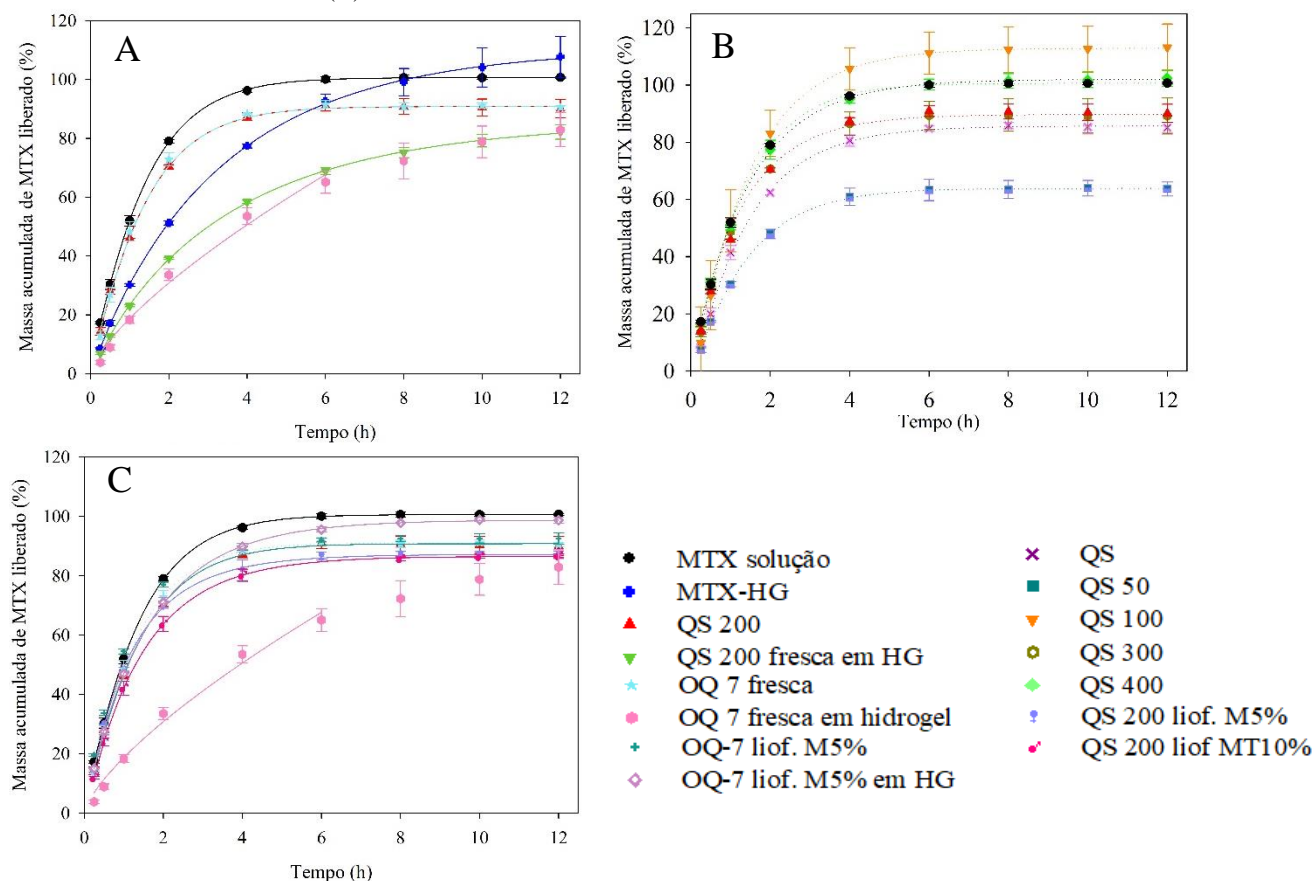 A
Massa acumulada de MTX liberado (%)
120
100
80
60
40
20
0
0 2 4 6 8 10 12
Tempo (h)
B
Massa acumulada de MTX liberado (%)
120
100
80
60
40
20
0
0 2 4 6 8 10 12
Tempo (h)
C
Massa acumulada de MTX liberado (%)
120
100
80
60
40
20
0
0 2 4 6 8 10 12
Tempo (h)
MTX solução
MTX-HG
QS 200
QS 200 fresca em HG
OQ 7 fresca
OQ 7 fresca em hidrogel
OQ-7 liof. M5%
OQ-7 liof. M5% em HG
QS
QS 50
QS 100
QS 300
QS 400
QS 200 liof. M5%
QS 200 liof MT10%